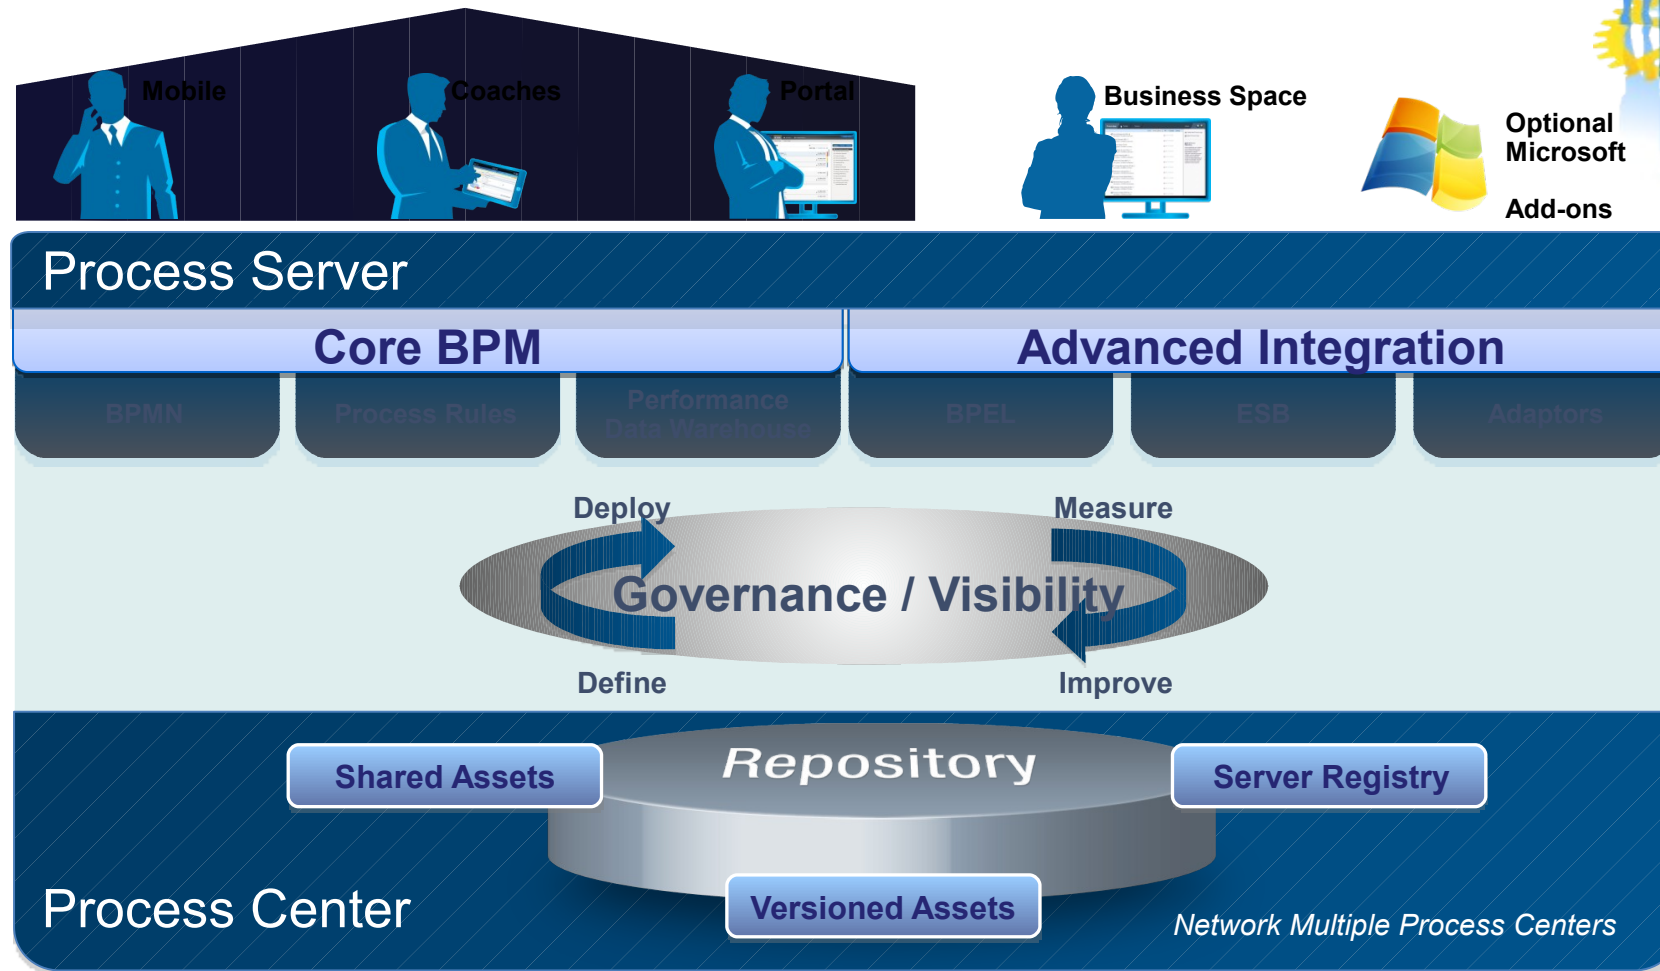 Mobile
Coaches
Portal
Business Space
Optional
Microsoft
Add-ons
Process Server
Core BPM
Advanced Integration
BPMN
Process Rules
Performance
Data Warehouse
BPEL
ESB
Adaptors
Deploy
Measure
Governance / Visibility
Define
Improve
Repository
Shared Assets
Server Registry
Versioned Assets
Process Center
Network Multiple Process Centers